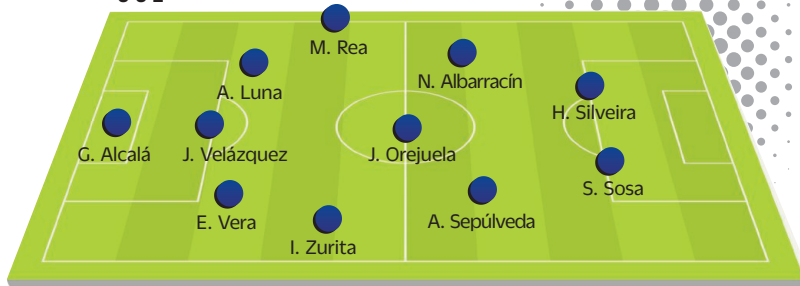 M. Rea
N. Albarracín
A. Luna
H. Silveira
G. Alcalá
J. Velázquez
J. Orejuela
S. Sosa
E. Vera
A. Sepúlveda
I. Zurita